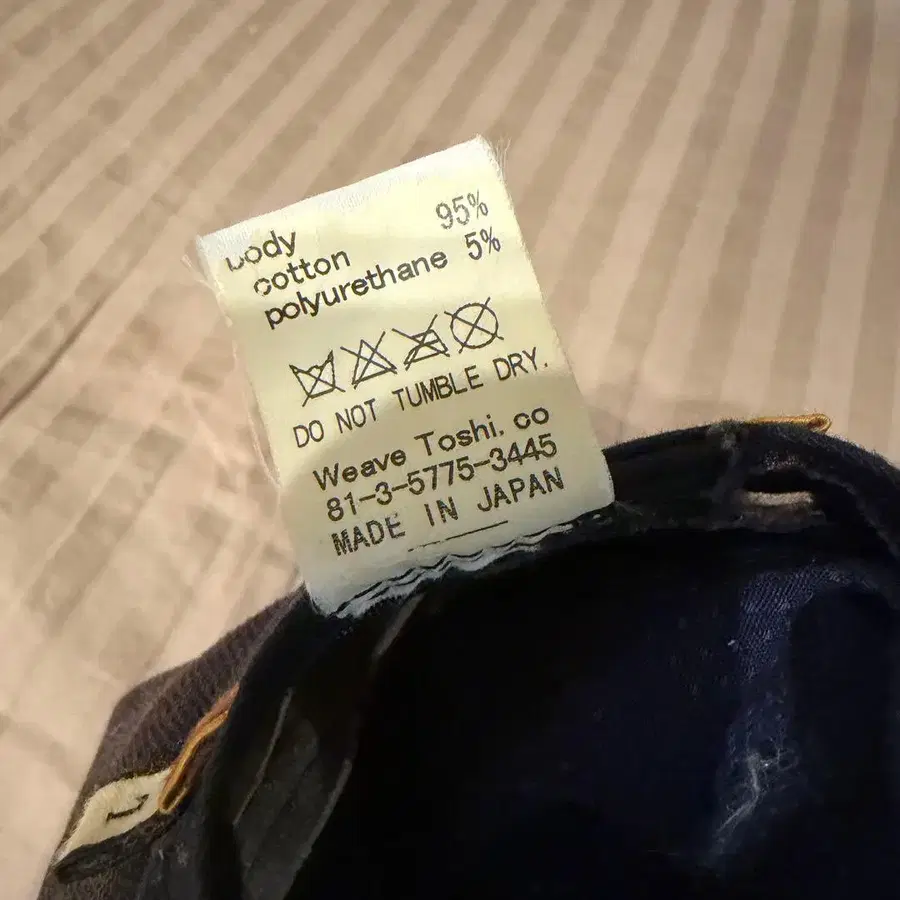 body 95%
cotton 5%
polyurethane
DO NOT TUMBLE DRY.
Weave Toshi. co
81-3-5775-3445
MADE IN JAPAN
L